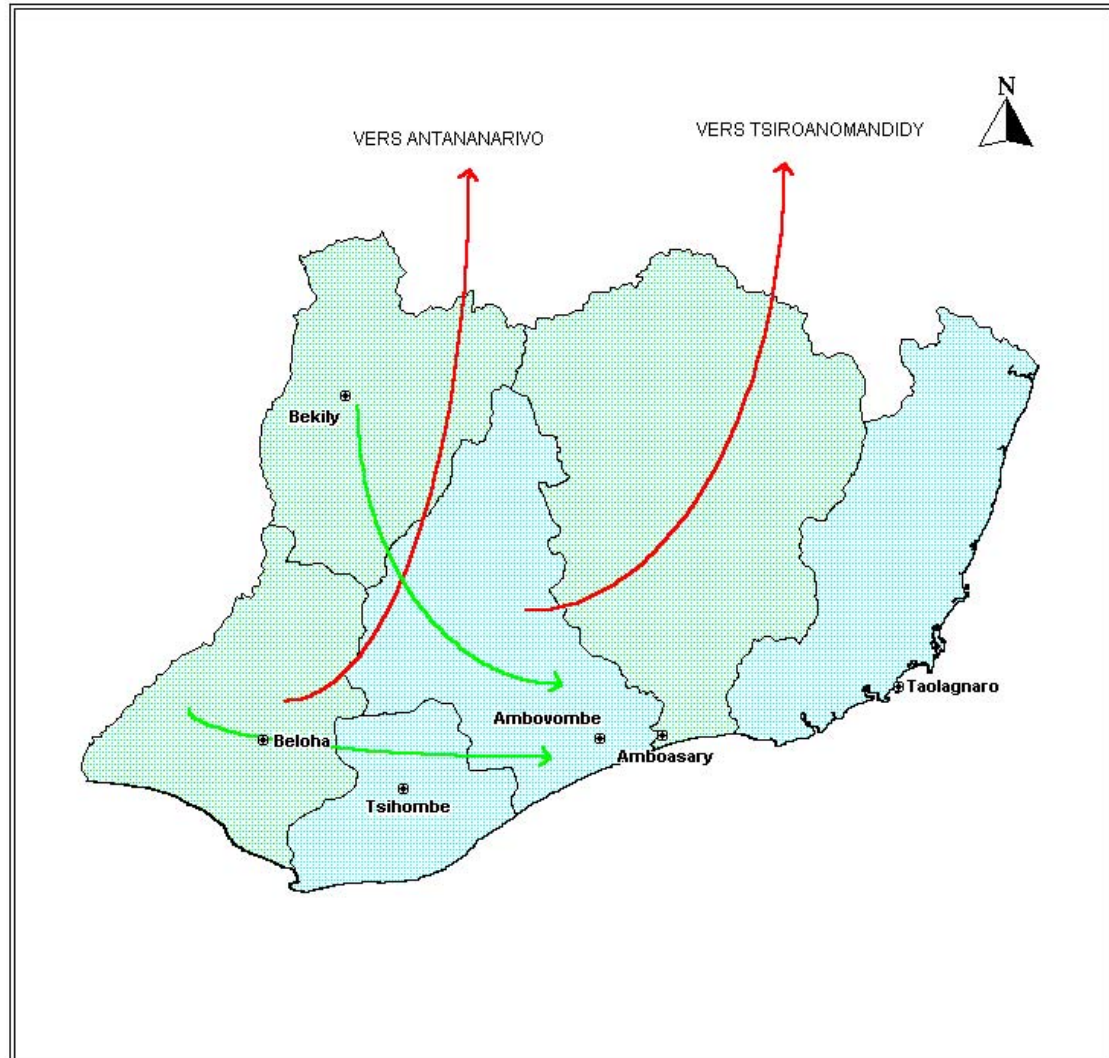 N
VERS ANTANANARIVO
VERS TSIROANOMANDIDY
Bekily
Taolagnaro
Ambovombe
Beloha
Amboasary
Tsihombe